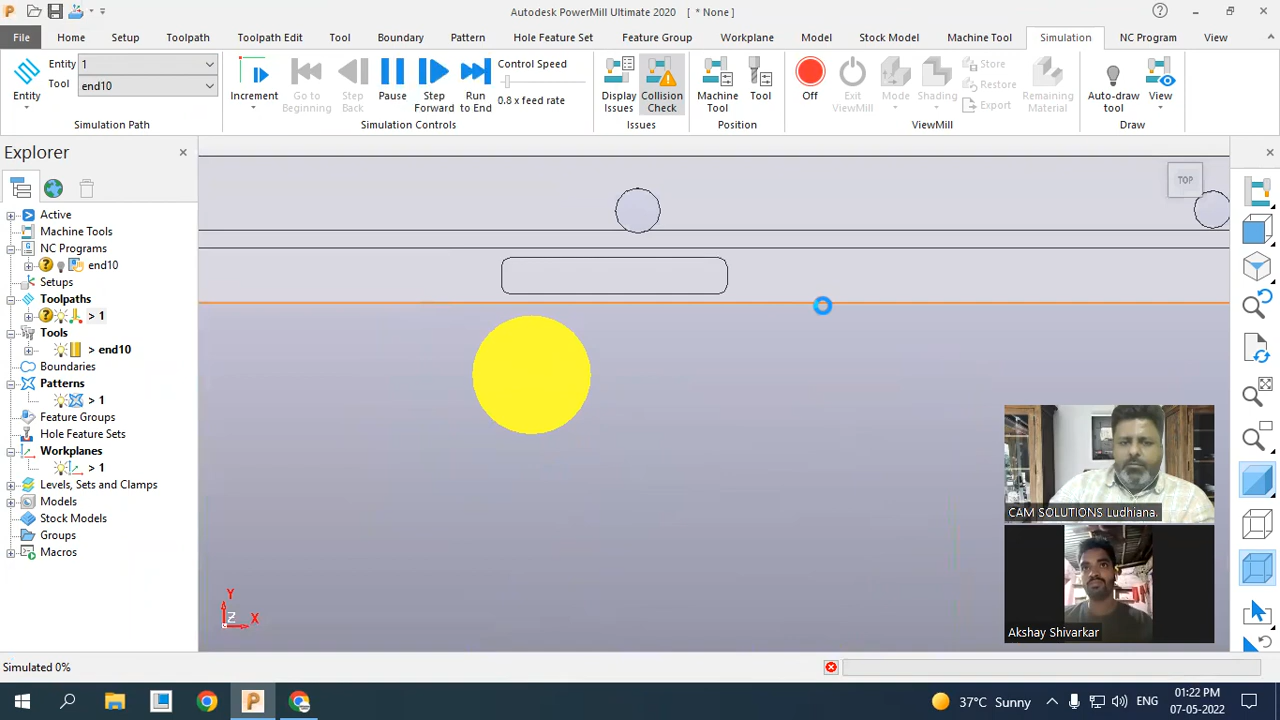 Autodesk PowerMill Ultimate 2020 [ * None ]
File Home Setup Toolpath Toolpath Edit Tool Boundary Pattern Hole Feature Set Feature Group Workplane Model Stock Model Machine Tool Simulation NC Program View
Entity
Entity 1
Tool end10
Simulation Path
Increment
Go to Beginning
Step Back
Pause
Step Forward
Run to End
Control Speed
0.8 x feed rate
Simulation Controls
Display Issues
Collision Check
Issues
Machine Tool
Tool
Position
Off
Exit ViewMill
Mode
Shading
Store
Restore
Export
Remaining Material
ViewMill
Auto-draw tool
View
Draw
Explorer
Active
Machine Tools
NC Programs
end10
Setups
Toolpaths
> 1
Tools
> end10
Boundaries
Patterns
> 1
Feature Groups
Hole Feature Sets
Workplanes
> 1
Levels, Sets and Clamps
Models
Stock Models
Groups
Macros
TOP
Y
Z X
CAM SOLUTIONS Ludhiana.
Akshay Shivarkar
Simulated 0%
37°C Sunny
ENG
01:22 PM
07-05-2022